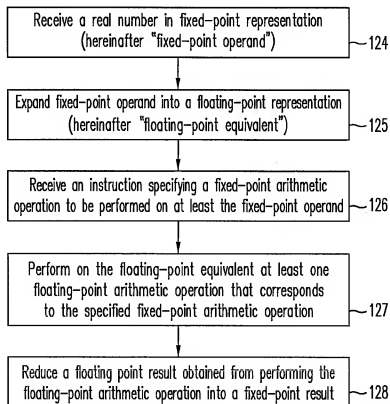 Receive a real number in fixed-point representation
(hereinafter "fixed-point operand")
124
Expand fixed-point operand into a floating-point representation
(hereinafter "floating-point equivalent")
125
Receive an instruction specifying a fixed-point arithmetic
operation to be performed on at least the fixed-point operand
126
Perform on the floating-point equivalent at least one
floating-point arithmetic operation that corresponds
to the specified fixed-point arithmetic operation
127
Reduce a floating point result obtained from performing the
floating-point arithmetic operation into a fixed-point result
128